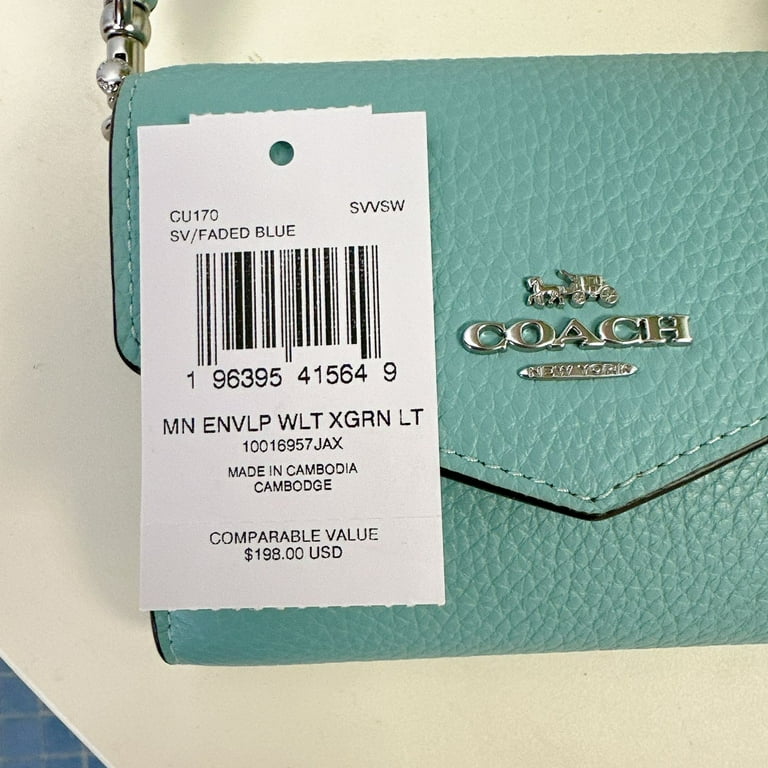 CU170 SVVSW
SV/FADED BLUE
1 96395 41564 9
MN ENVLP WLT XGRN LT
10016957JAX
MADE IN CAMBODIA
CAMBODGE
COMPARABLE VALUE
$198.00 USD
COACH
NEW YORK